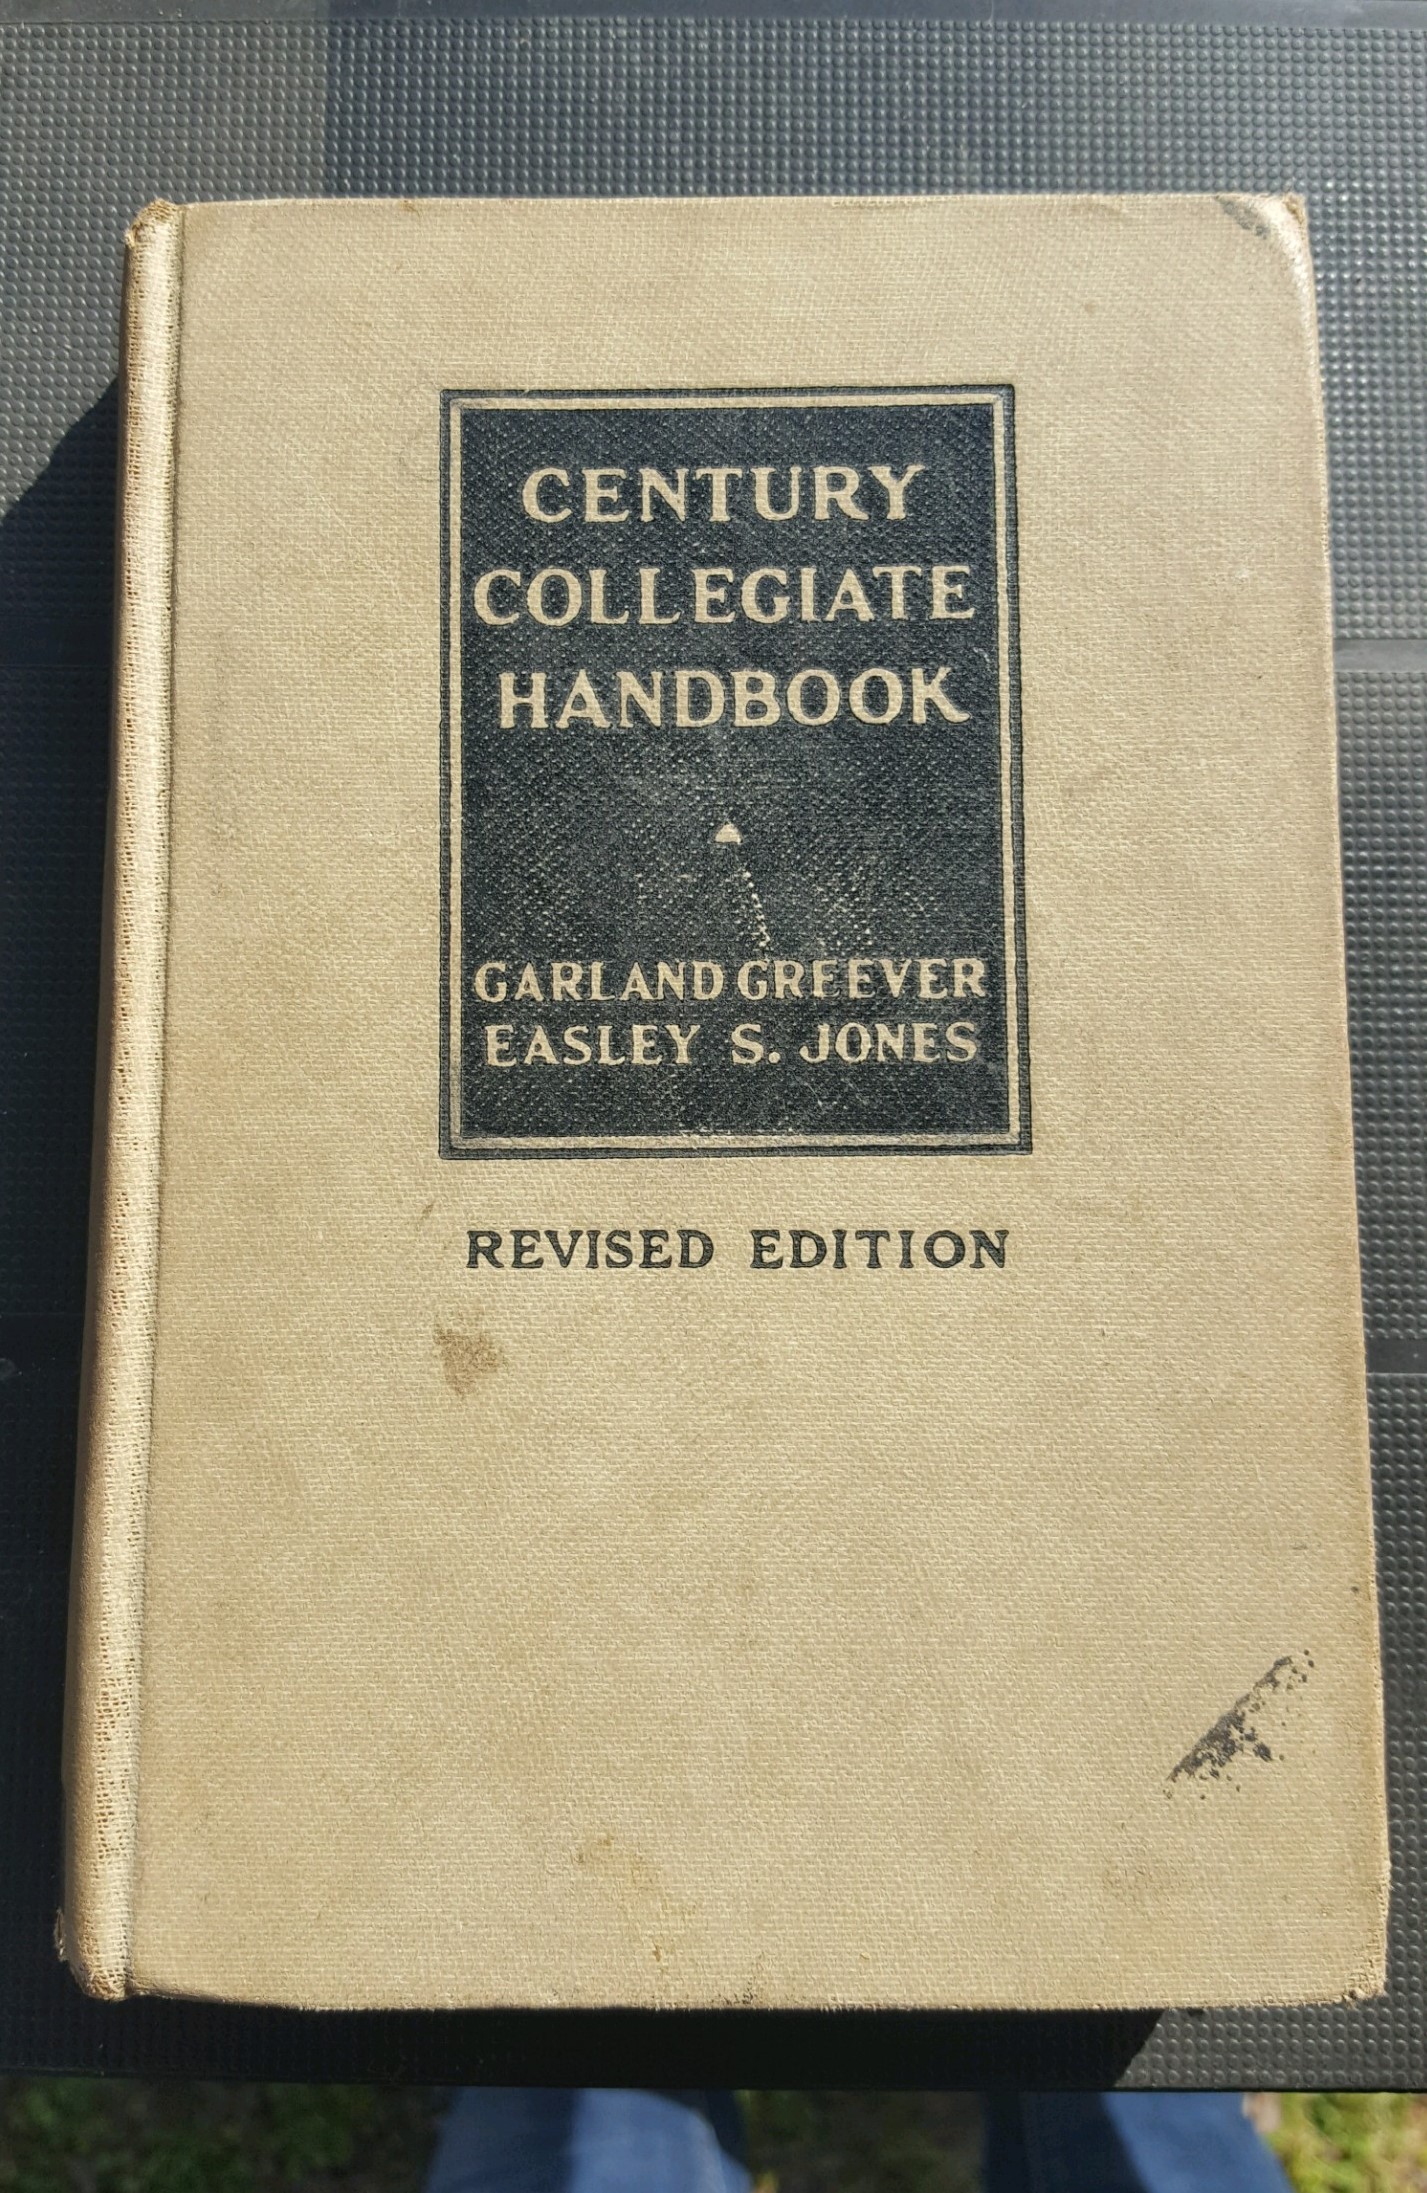 CENTURY
COLLEGIATE
HANDBOOK
GARLAND GREEVER
EASLEY S. JONES
REVISED EDITION